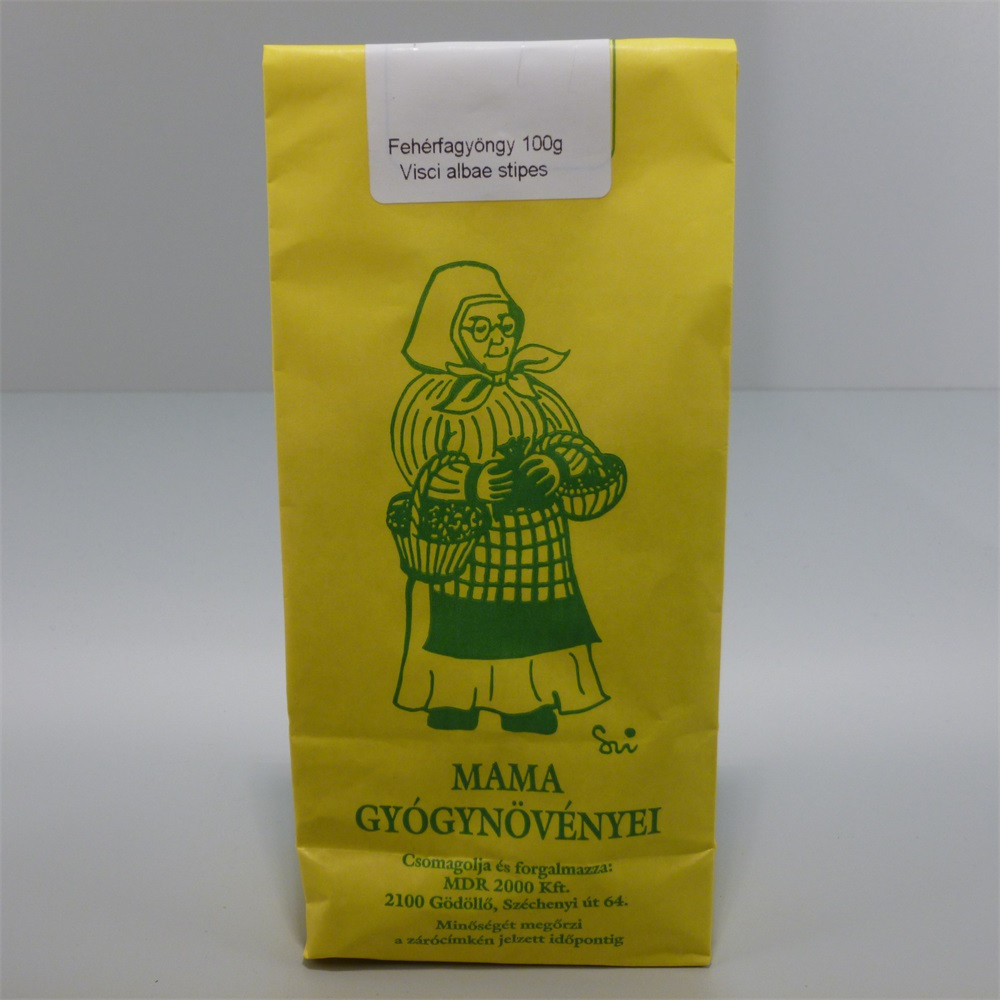 Fehérfagyöngy 100g
Visci albae stipes
MAMA
GYÓGYNÖVÉNYEI
Csomagolja és forgalmazza:
MDR 2000 Kft.
2100 Gödöllő, Széchenyi út 64.
Minőségét megőrzi
a zárócímkén jelzett időpontig